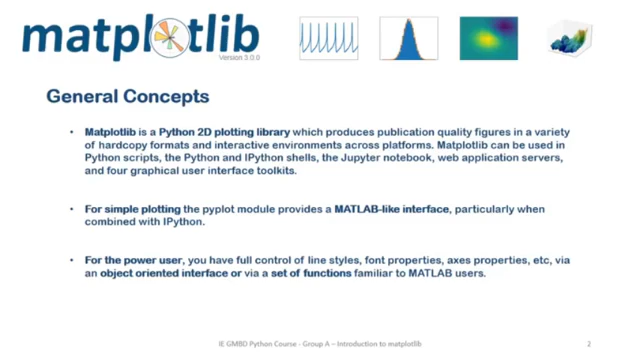 matplotlib
Version 3.0.0
General Concepts
• Matplotlib is a Python 2D plotting library which produces publication quality figures in a variety
of hardcopy formats and interactive environments across platforms. Matplotlib can be used in
Python scripts, the Python and IPython shells, the Jupyter notebook, web application servers,
and four graphical user interface toolkits.
• For simple plotting the pyplot module provides a MATLAB-like interface, particularly when
combined with IPython.
• For the power user, you have full control of line styles, font properties, axes properties, etc, via
an object oriented interface or via a set of functions familiar to MATLAB users.
IE GMBD Python Course - Group A – Introduction to matplotlib
2